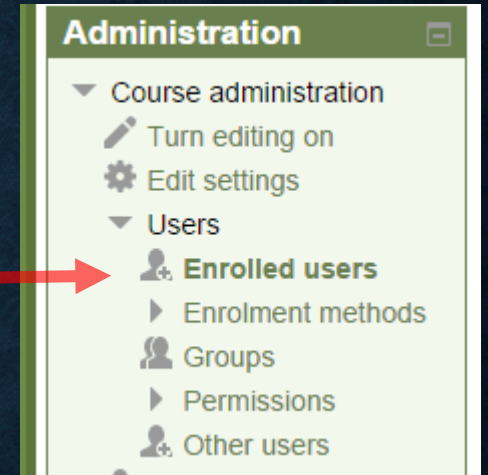 Administration
Course administration
Turn editing on
Edit settings
Users
Enrolled users
Enrolment methods
Groups
Permissions
Other users